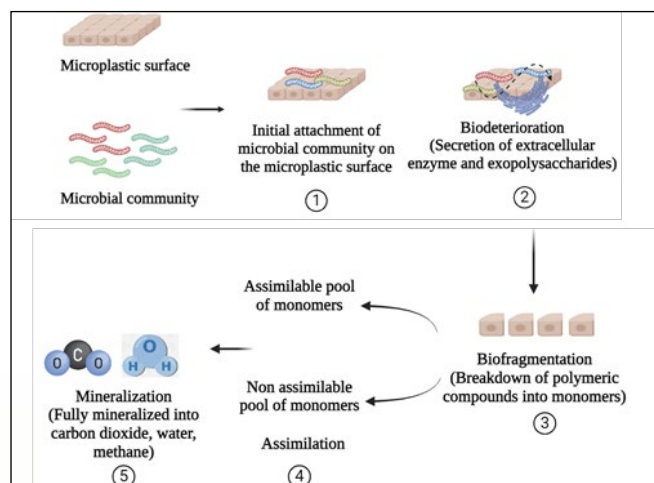 Microplastic surface
Microbial community
Initial attachment of
microbial community on
the microplastic surface
1
Biodeterioration
(Secretion of extracellular
enzyme and exopolysaccharides)
2
Biofragmentation
(Breakdown of polymeric
compounds into monomers)
3
Assimilable pool
of monomers
Non assimilable
pool of monomers
Assimilation
4
O C O
O
H H
Mineralization
(Fully mineralized into
carbon dioxide, water,
methane)
5